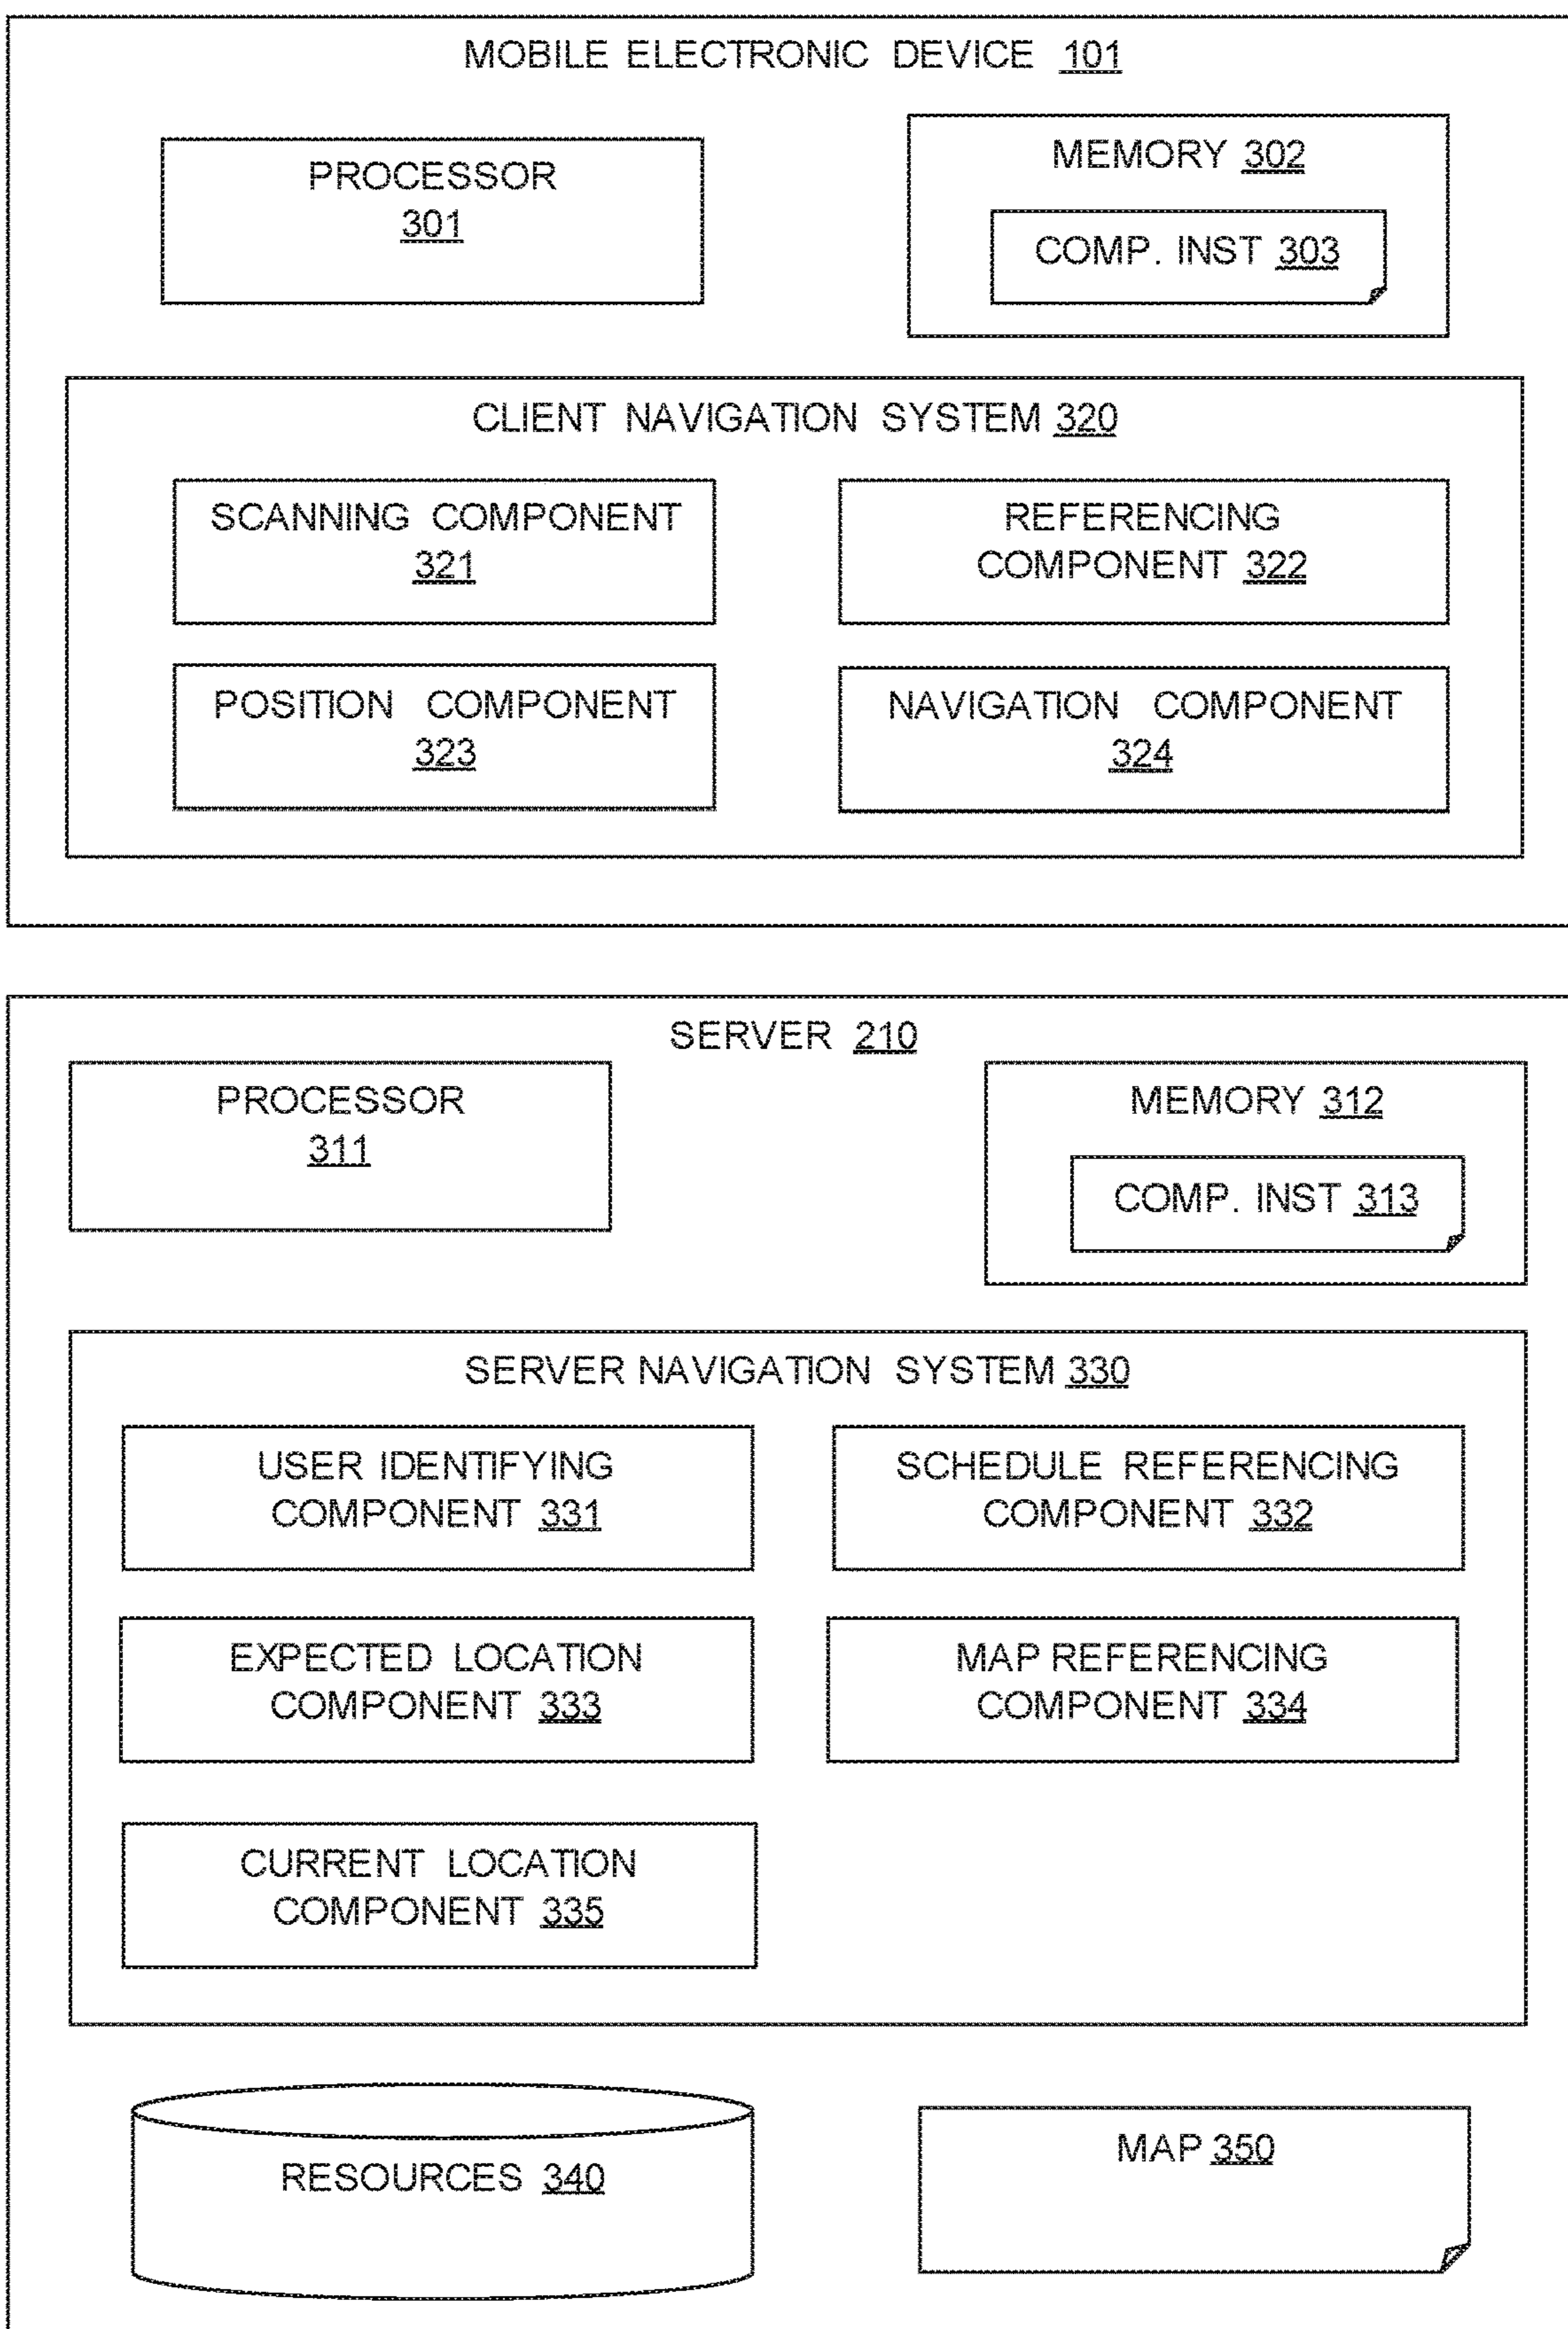 MOBILE ELECTRONIC DEVICE 101
PROCESSOR
301
MEMORY 302
COMP. INST 303
CLIENT NAVIGATION SYSTEM 320
SCANNING COMPONENT
321
REFERENCING
COMPONENT 322
POSITION COMPONENT
323
NAVIGATION COMPONENT
324
SERVER 210
PROCESSOR
311
MEMORY 312
COMP. INST 313
SERVER NAVIGATION SYSTEM 330
USER IDENTIFYING
COMPONENT 331
SCHEDULE REFERENCING
COMPONENT 332
EXPECTED LOCATION
COMPONENT 333
MAP REFERENCING
COMPONENT 334
CURRENT LOCATION
COMPONENT 335
RESOURCES 340
MAP 350